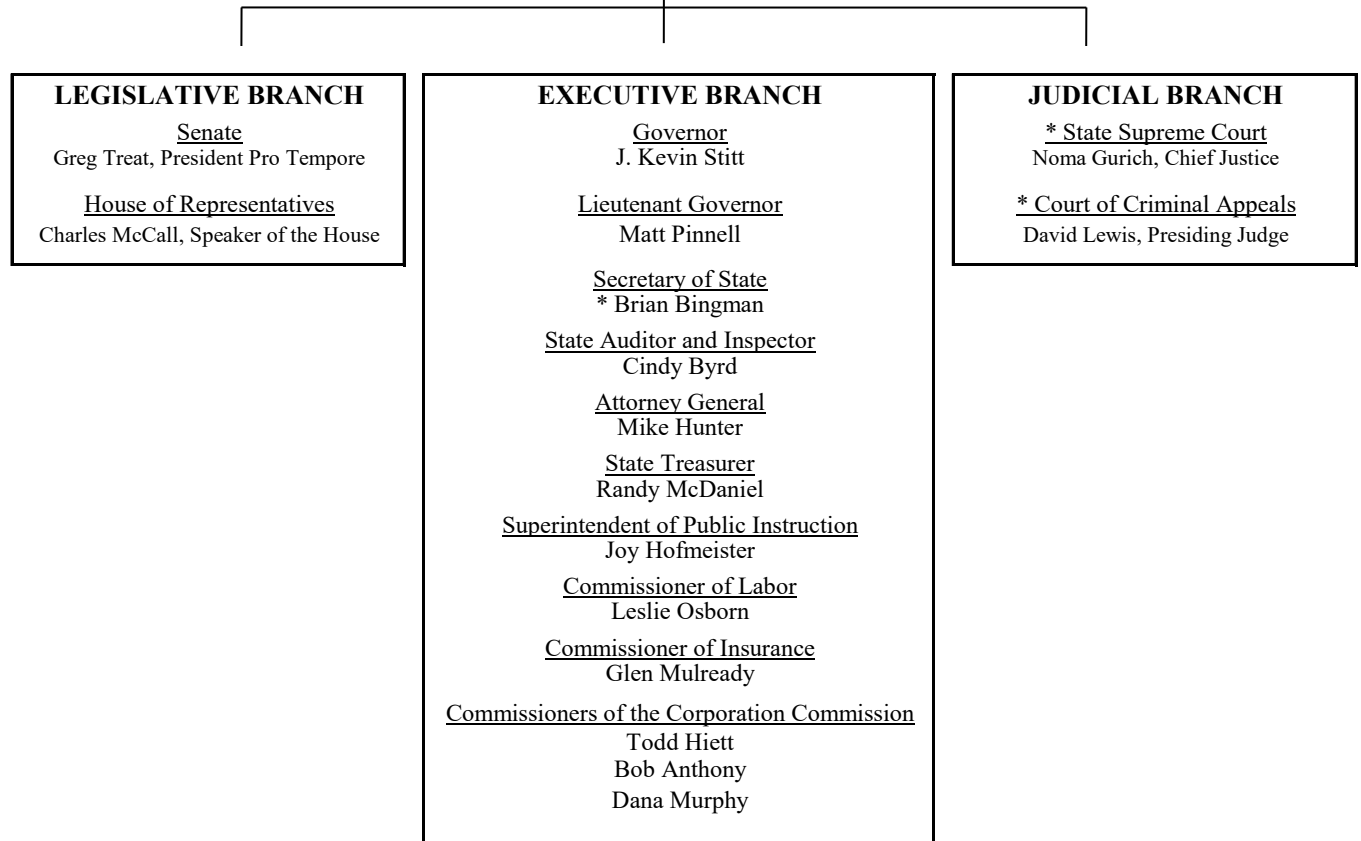 LEGISLATIVE BRANCH
Senate
Greg Treat, President Pro Tempore
House of Representatives
Charles McCall, Speaker of the House
EXECUTIVE BRANCH
Governor
J. Kevin Stitt
Lieutenant Governor
Matt Pinnell
Secretary of State
* Brian Bingman
State Auditor and Inspector
Cindy Byrd
Attorney General
Mike Hunter
State Treasurer
Randy McDaniel
Superintendent of Public Instruction
Joy Hofmeister
Commissioner of Labor
Leslie Osborn
Commissioner of Insurance
Glen Mulready
Commissioners of the Corporation Commission
Todd Hiett
Bob Anthony
Dana Murphy
JUDICIAL BRANCH
* State Supreme Court
Noma Gurich, Chief Justice
* Court of Criminal Appeals
David Lewis, Presiding Judge